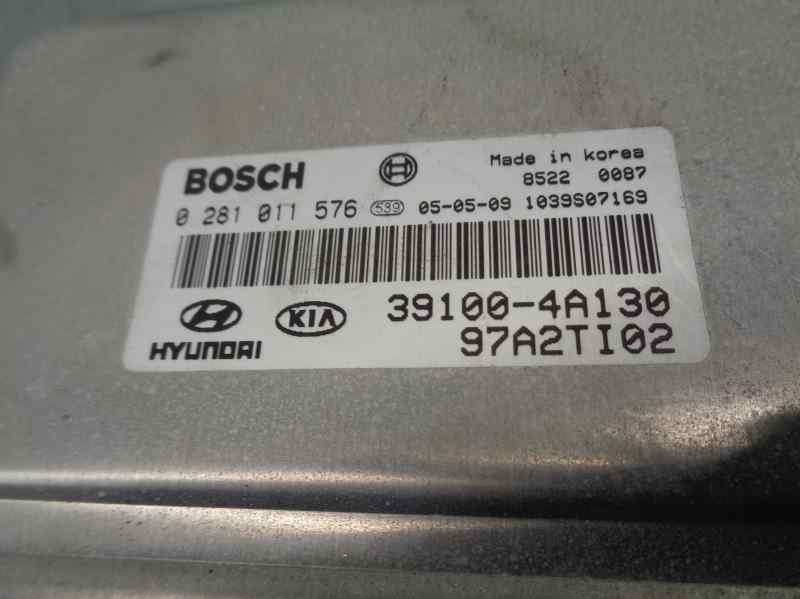 BOSCH
Made in korea
8522 0087
0 281 011 576 539 05-05-09 1039S07169
39100-4A130
HYUNDAI KIA 97A2TI02